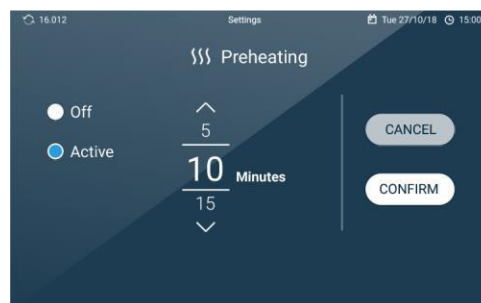 16.012 Settings Tue 27/10/18 15:00
Preheating
Off
Active
5
10 Minutes
15
CANCEL
CONFIRM